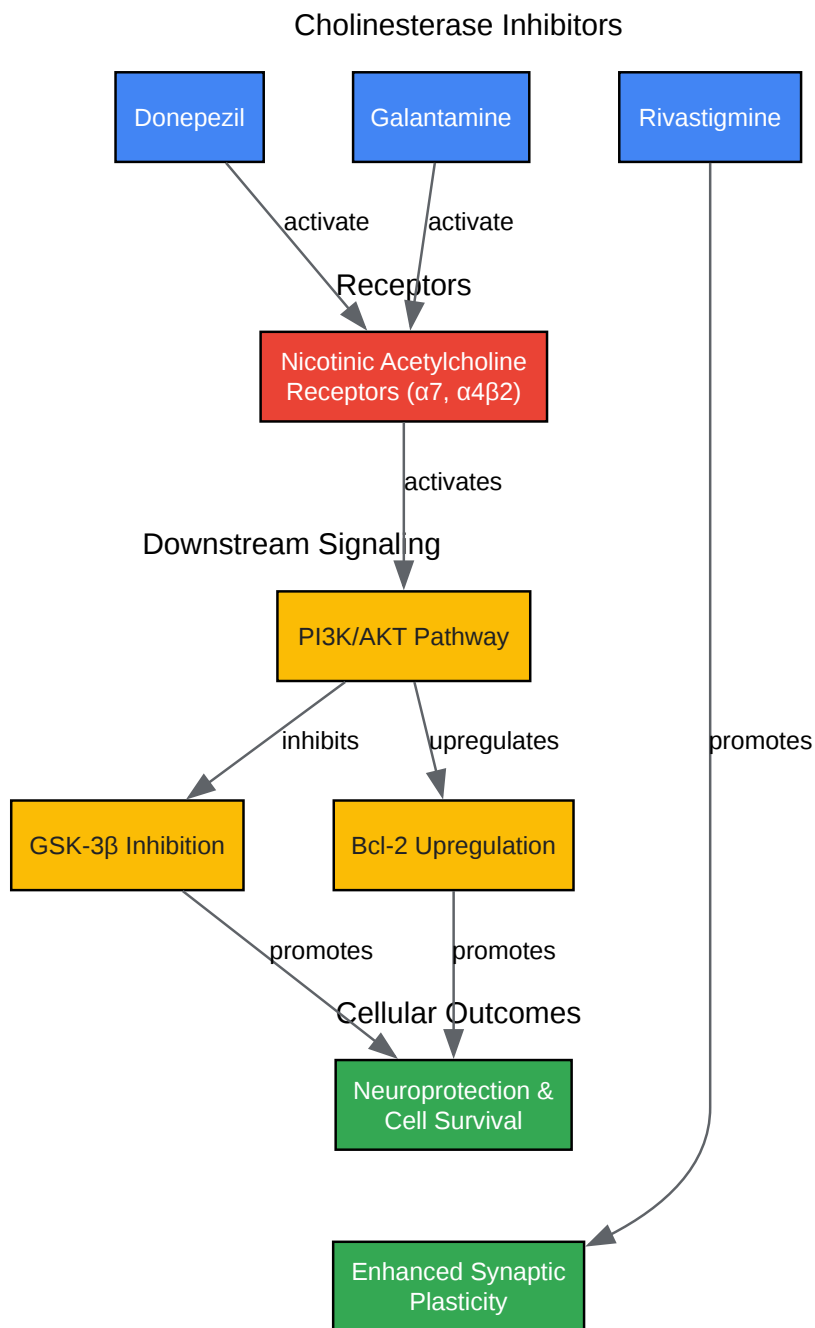 Cholinesterase Inhibitors
Donepezil
Galantamine
Rivastigmine
activate
activate
Receptors
Nicotinic Acetylcholine
Receptors (α7, α4β2)
activates
Downstream Signaling
PI3K/AKT Pathway
inhibits
upregulates
promotes
GSK-3β Inhibition
Bcl-2 Upregulation
promotes
promotes
Cellular Outcomes
Neuroprotection &
Cell Survival
Enhanced Synaptic
Plasticity